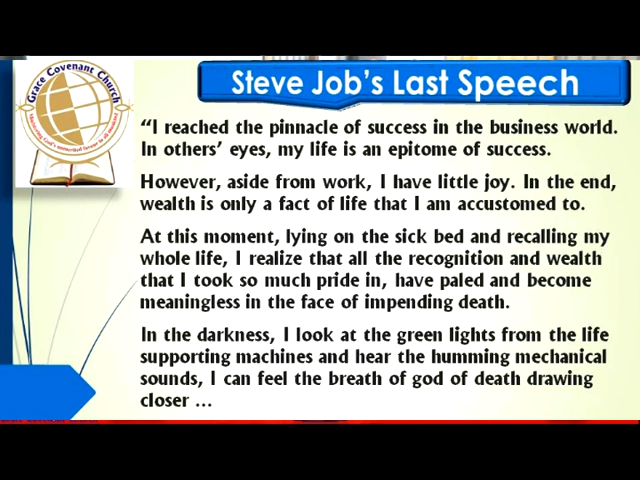 Grace Covenant Church
Steve Job's Last Speech
"I reached the pinnacle of success in the business world.
In others' eyes, my life is an epitome of success.
However, aside from work, I have little joy. In the end,
wealth is only a fact of life that I am accustomed to.
At this moment, lying on the sick bed and recalling my
whole life, I realize that all the recognition and wealth
that I took so much pride in, have paled and become
meaningless in the face of impending death.
In the darkness, I look at the green lights from the life
supporting machines and hear the humming mechanical
sounds, I can feel the breath of god of death drawing
closer ...